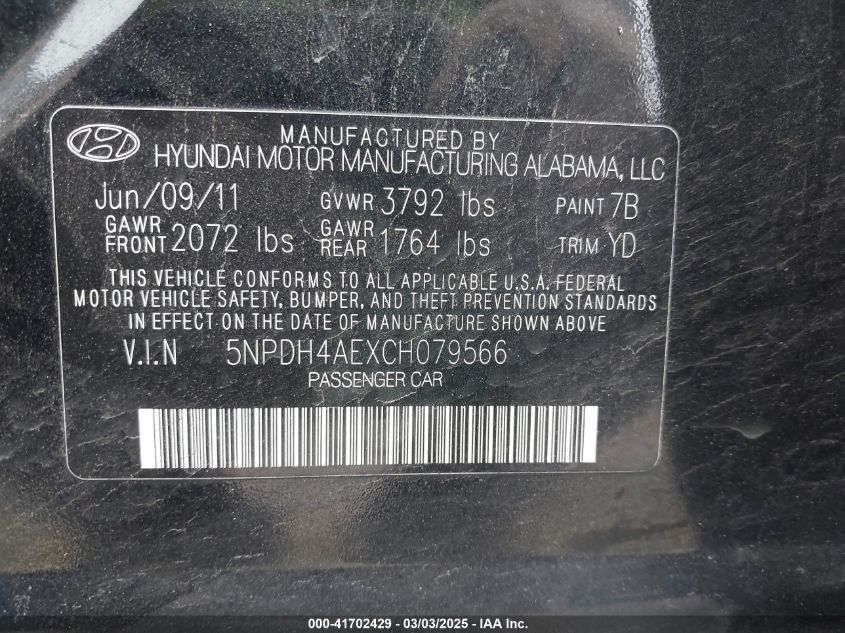 MANUFACTURED BY
HYUNDAI MOTOR MANUFACTURING ALABAMA, LLC
Jun/09/11 GVWR 3792 lbs PAINT 7B
GAWR FRONT 2072 lbs GAWR REAR 1764 lbs TRIM YD
THIS VEHICLE CONFORMS TO ALL APPLICABLE U.S.A. FEDERAL
MOTOR VEHICLE SAFETY, BUMPER, AND THEFT PREVENTION STANDARDS
IN EFFECT ON THE DATE OF MANUFACTURE SHOWN ABOVE
V.I.N 5NPDH4AEXCH079566
PASSENGER CAR
000-41702429 - 03/03/2025 - IAA Inc.